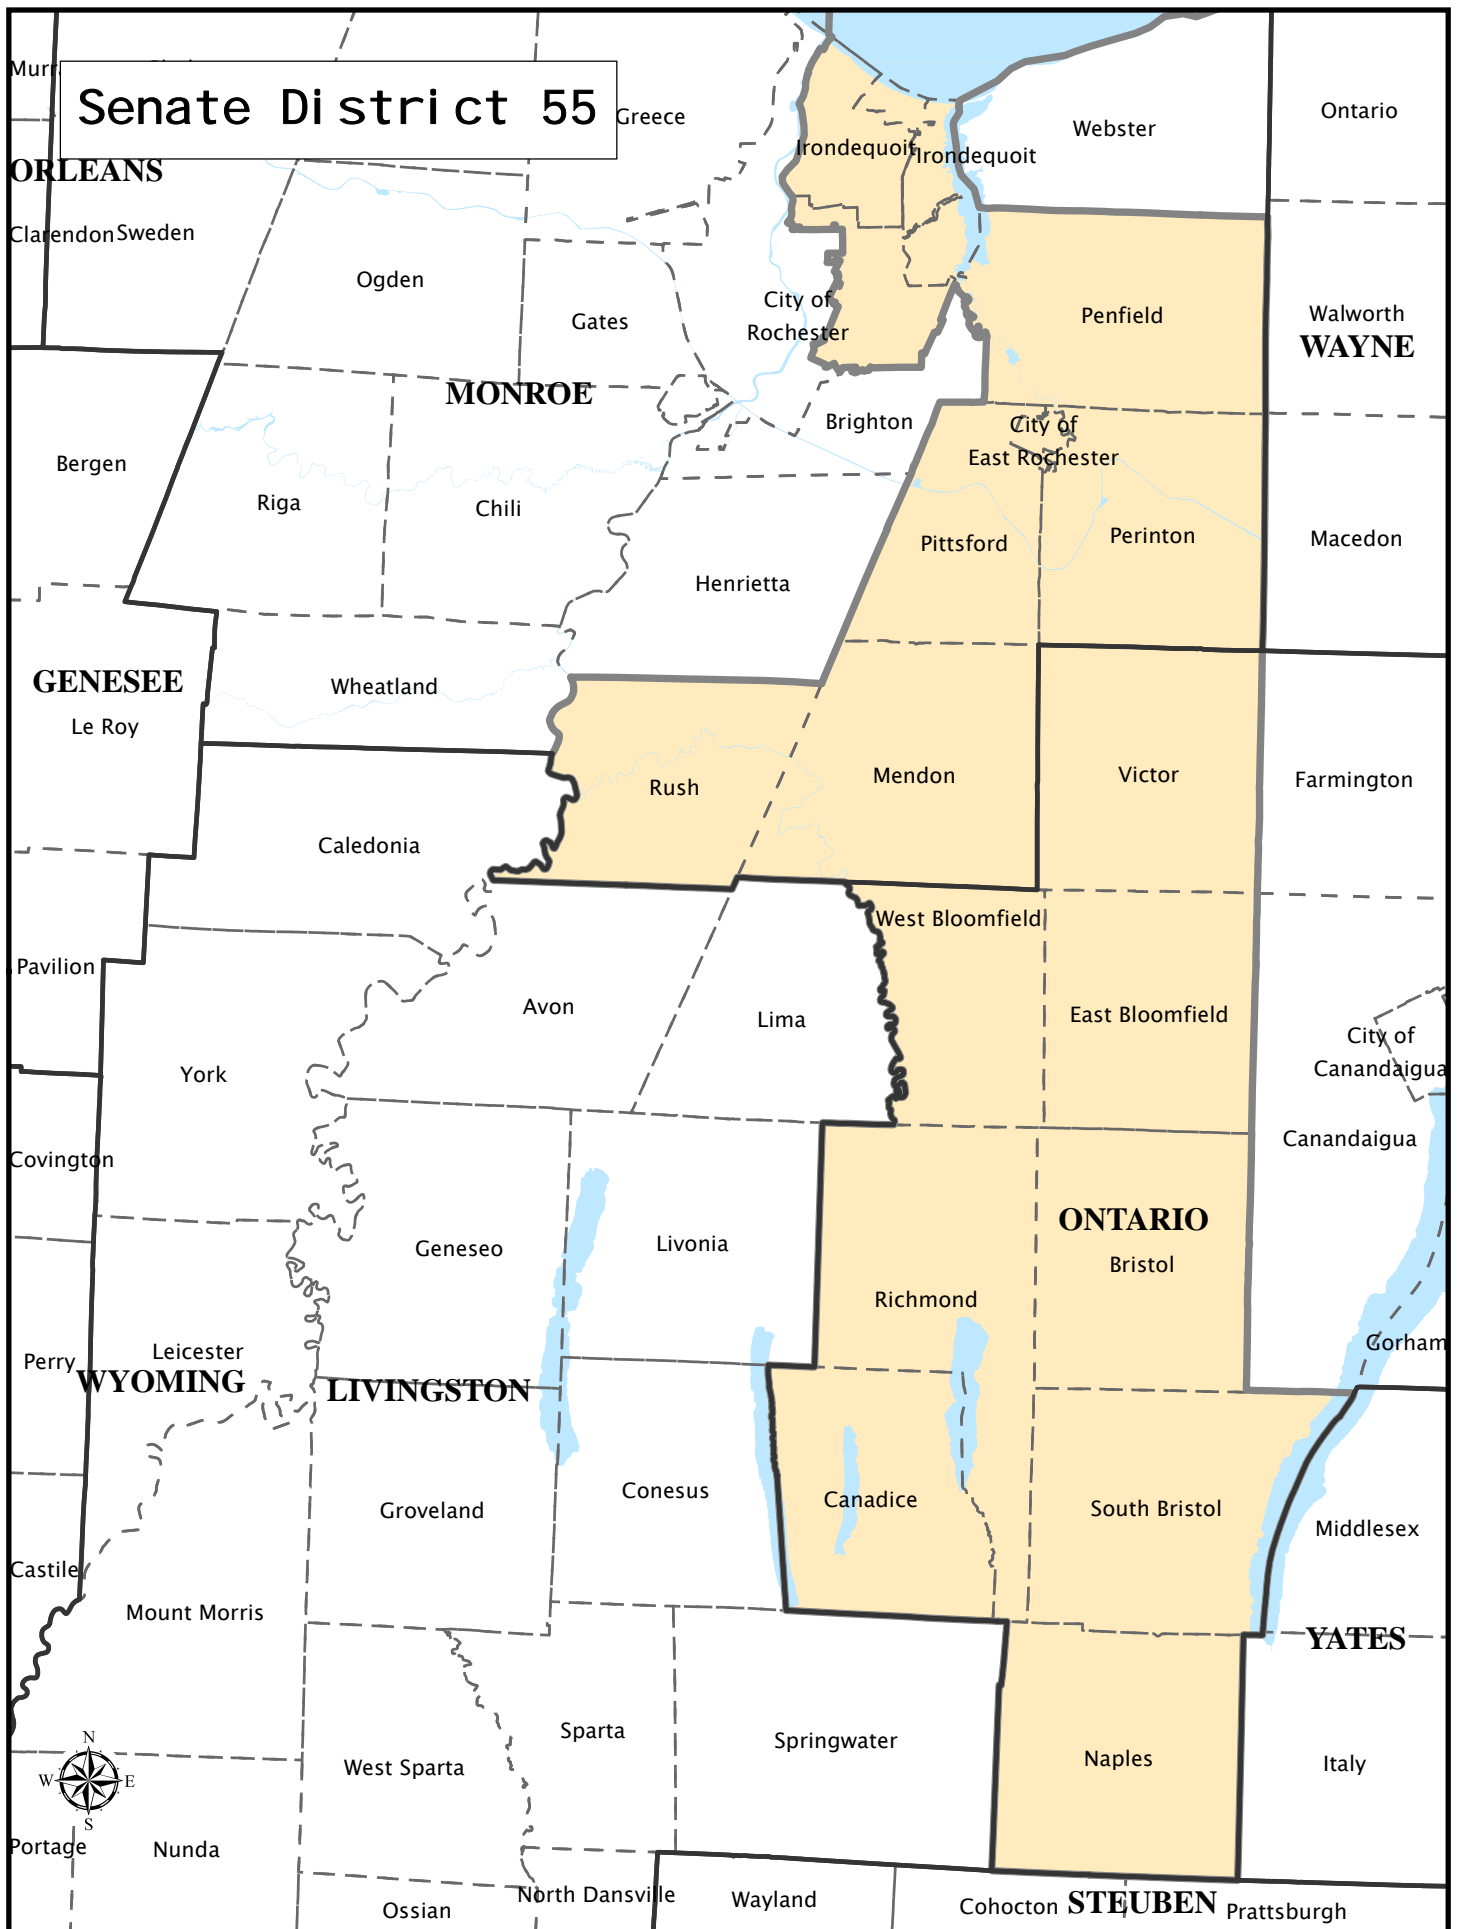 Senate District 55
Greece
Webster
Ontario
Irondequoit
Irondequoit
ORLEANS
Clarendon
Sweden
Ogden
Gates
City of
Rochester
Penfield
Walworth
WAYNE
MONROE
Brighton
City of
East Rochester
Bergen
Riga
Chili
Pittsford
Perinton
Macedon
Henrietta
GENESEE
Le Roy
Wheatland
Rush
Mendon
Victor
Farmington
Caledonia
West Bloomfield
Pavilion
Avon
Lima
East Bloomfield
City of
Canandaigua
York
Covington
Canandaigua
Geneseo
Livonia
ONTARIO
Bristol
Richmond
Gorham
Perry
Leicester
WYOMING
LIVINGSTON
Conesus
Canadice
South Bristol
Groveland
Middlesex
Castile
Mount Morris
YATES
Sparta
Springwater
Naples
Italy
West Sparta
N
W
E
S
Portage
Nunda
North Dansville
Wayland
Cohocton
STEUBEN
Prattsburgh
Ossian